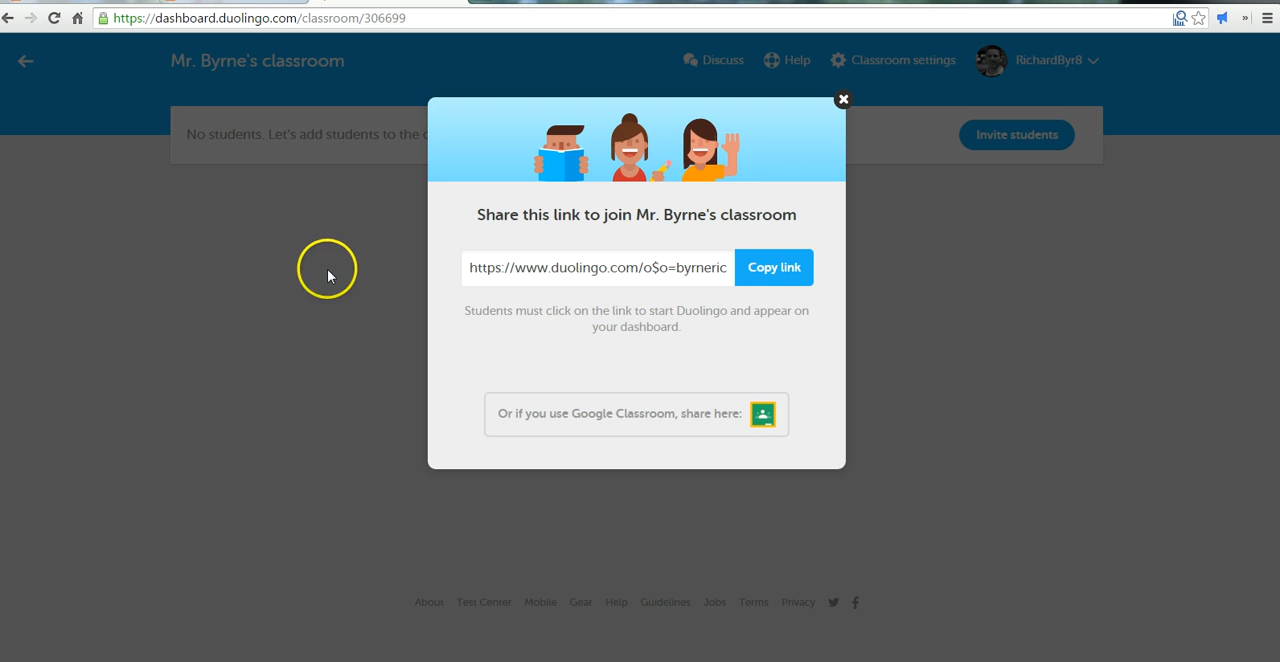 https://dashboard.duolingo.com/classroom/306699
»
Mr. Byrne's classroom
Discuss
Help
Classroom settings
RichardByr8
No students. Let's add students to the c
Invite students
Share this link to join Mr. Byrne's classroom
https://www.duolingo.com/o$o=byrneric
Copy link
Students must click on the link to start Duolingo and appear on
your dashboard.
Or if you use Google Classroom, share here:
About Test Center Mobile Gear Help Guidelines Jobs Terms Privacy